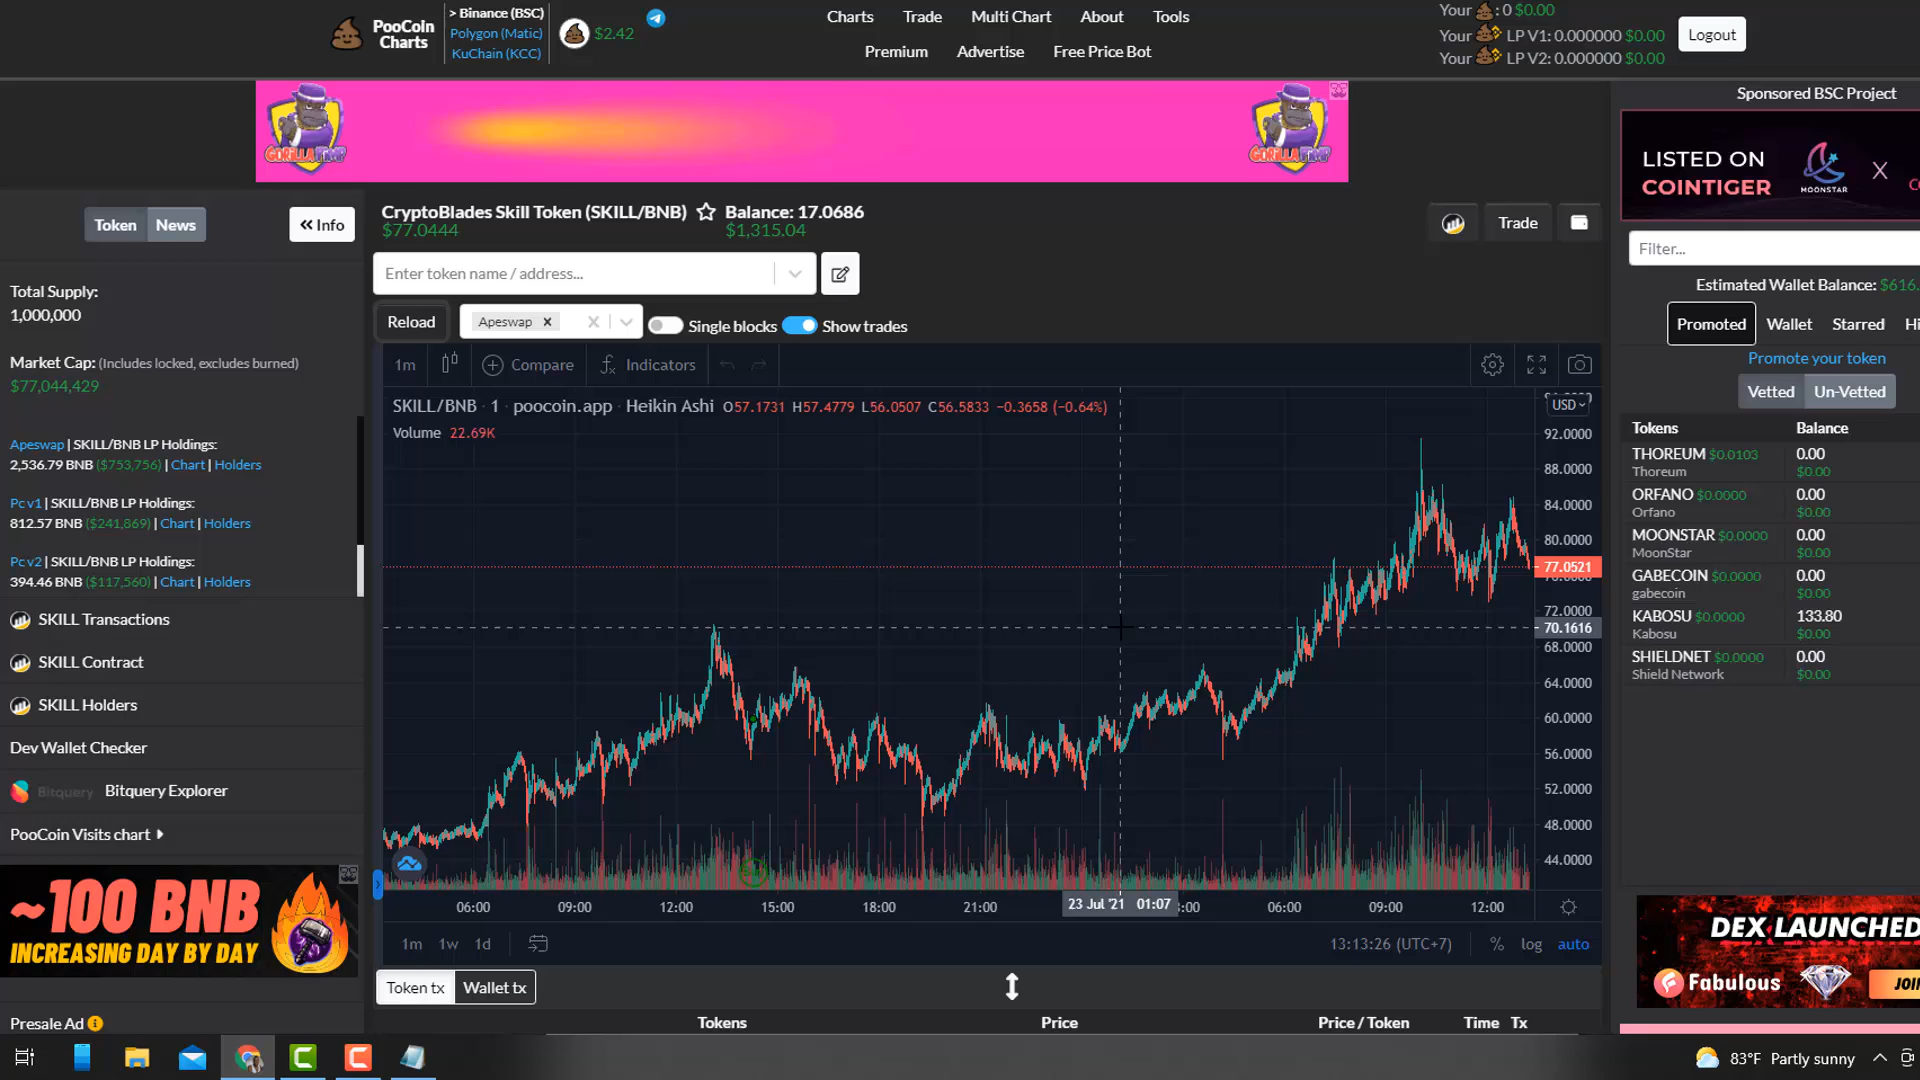 PooCoin
Charts
> Binance (BSC)
Polygon (Matic)
KuChain (KCC)
$2.42
Charts
Trade
Multi Chart
About
Tools
Premium
Advertise
Free Price Bot
Your : 0 $0.00
Your LP V1: 0.000000 $0.00
Your LP V2: 0.000000 $0.00
Logout
GORILLA PIMP
GORILLA PIMP
Sponsored BSC Project
LISTED ON
COINTIGER
MOONSTAR
X
Token
News
« Info
CryptoBlades Skill Token (SKILL/BNB)
$77.0444
Balance: 17.0686
$1,315.04
Trade
Enter token name / address...
Filter...
Total Supply:
1,000,000
Market Cap: (Includes locked, excludes burned)
$77,044,429
Apeswap | SKILL/BNB LP Holdings:
2,536.79 BNB ($753,756) | Chart | Holders
Pc v1 | SKILL/BNB LP Holdings:
812.57 BNB ($241,869) | Chart | Holders
Pc v2 | SKILL/BNB LP Holdings:
394.46 BNB ($117,560) | Chart | Holders
SKILL Transactions
SKILL Contract
SKILL Holders
Dev Wallet Checker
Bitquery Bitquery Explorer
PooCoin Visits chart
~100 BNB
INCREASING DAY BY DAY
Presale Ad
Reload
Apeswap ×
Single blocks
Show trades
1m
Compare
Indicators
SKILL/BNB · 1 · poocoin.app · Heikin Ashi O57.1731 H57.4779 L56.0507 C56.5833 −0.3658 (−0.64%)
Volume 22.69K
USD
92.0000
88.0000
84.0000
80.0000
77.0521
76.0000
72.0000
70.1616
68.0000
64.0000
60.0000
56.0000
52.0000
48.0000
44.0000
06:00
09:00
12:00
15:00
18:00
21:00
23 Jul '21 01:07
:00
06:00
09:00
12:00
1m
1w
1d
13:13:26 (UTC+7)
%
log
auto
Token tx
Wallet tx
Tokens
Price
Price / Token
Time
Tx
Estimated Wallet Balance: $616.
Promoted
Wallet
Starred
Hi
Promote your token
Vetted
Un-Vetted
Tokens
Balance
THOREUM $0.0103
Thoreum
0.00
$0.00
ORFANO $0.0000
Orfano
0.00
$0.00
MOONSTAR $0.0000
MoonStar
0.00
$0.00
GABECOIN $0.0000
gabecoin
0.00
$0.00
KABOSU $0.0000
Kabosu
133.80
$0.00
SHIELDNET $0.0000
Shield Network
0.00
$0.00
DEX LAUNCHED
Fabulous
JOIN
83°F Partly sunny